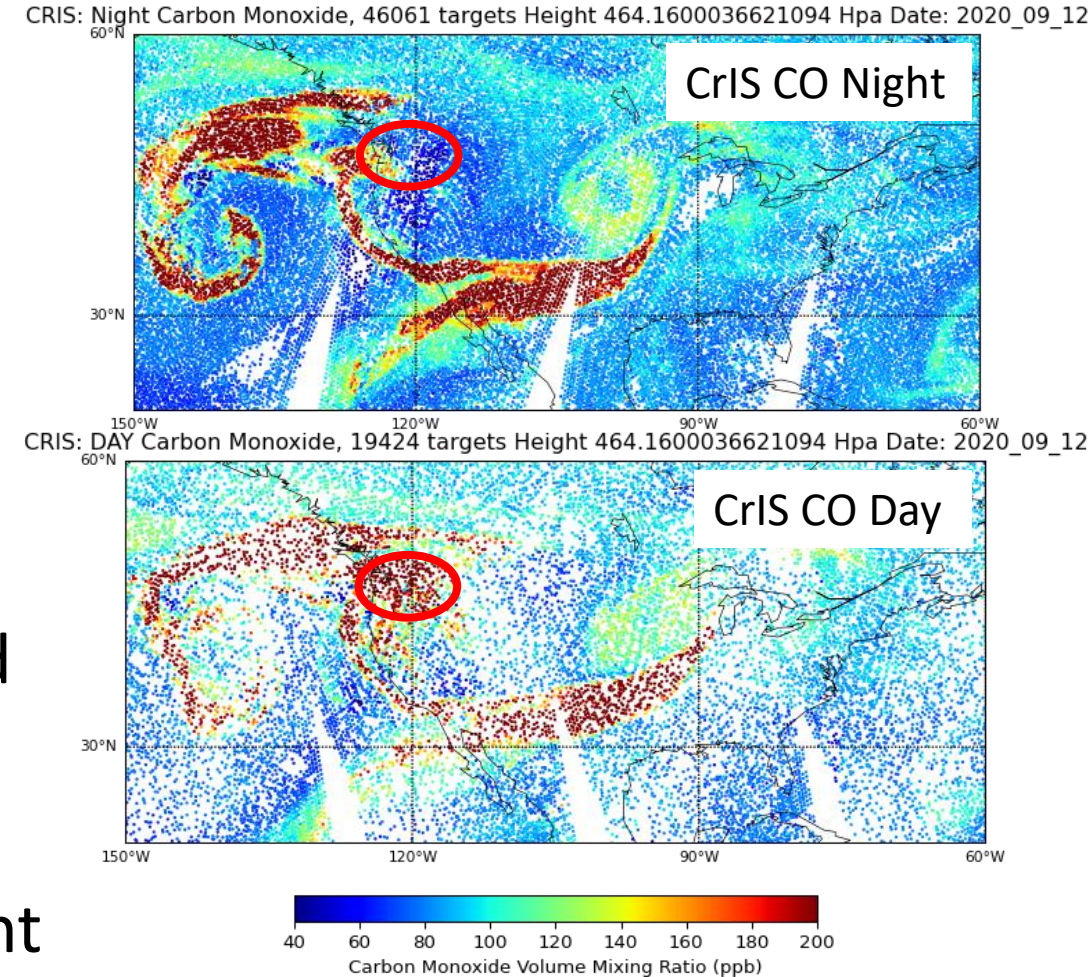 CRIS: Night Carbon Monoxide, 46061 targets Height 464.1600036621094 Hpa Date: 2020_09_12
60°N
CrIS CO Night
30°N
150°W 120°W 90°W 60°W
CRIS: DAY Carbon Monoxide, 19424 targets Height 464.1600036621094 Hpa Date: 2020_09_12
60°N
CrIS CO Day
30°N
150°W 120°W 90°W 60°W
40 60 80 100 120 140 160 180 200
Carbon Monoxide Volume Mixing Ratio (ppb)